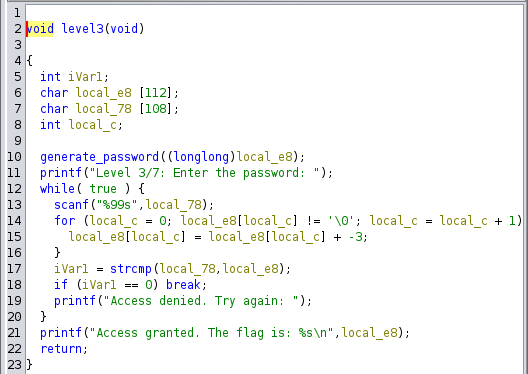 1
2 void level3(void)
3
4 {
5 int iVar1;
6 char local_e8 [112];
7 char local_78 [108];
8 int local_c;
9
10 generate_password((longlong)local_e8);
11 printf("Level 3/7: Enter the password: ");
12 while( true ) {
13 scanf("%99s",local_78);
14 for (local_c = 0; local_e8[local_c] != '\0'; local_c = local_c + 1)
15 local_e8[local_c] = local_e8[local_c] + -3;
16 }
17 iVar1 = strcmp(local_78,local_e8);
18 if (iVar1 == 0) break;
19 printf("Access denied. Try again: ");
20 }
21 printf("Access granted. The flag is: %s\n",local_e8);
22 return;
23 }